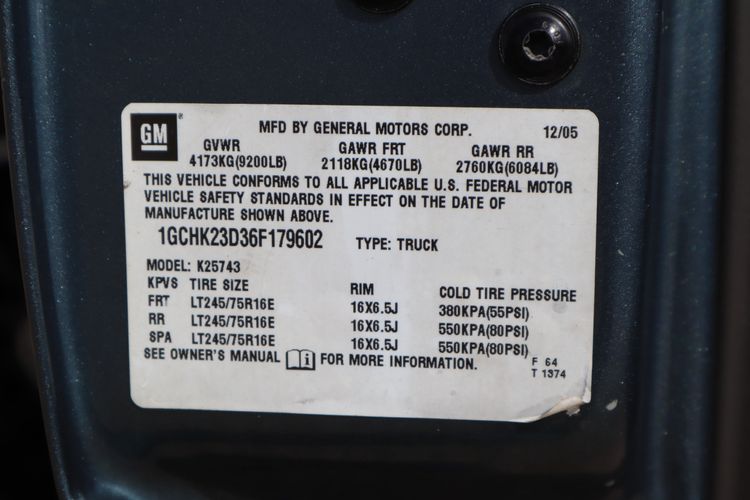 GM
MFD BY GENERAL MOTORS CORP. 12/05
GVWR GAWR FRT GAWR RR
4173KG(9200LB) 2118KG(4670LB) 2760KG(6084LB)
THIS VEHICLE CONFORMS TO ALL APPLICABLE U.S. FEDERAL MOTOR
VEHICLE SAFETY STANDARDS IN EFFECT ON THE DATE OF
MANUFACTURE SHOWN ABOVE.
1GCHK23D36F179602 TYPE: TRUCK
MODEL: K25743
KPVS TIRE SIZE RIM COLD TIRE PRESSURE
FRT LT245/75R16E 16X6.5J 380KPA(55PSI)
RR LT245/75R16E 16X6.5J 550KPA(80PSI)
SPA LT245/75R16E 16X6.5J 550KPA(80PSI)
SEE OWNER'S MANUAL FOR MORE INFORMATION.
F 64
T 1374